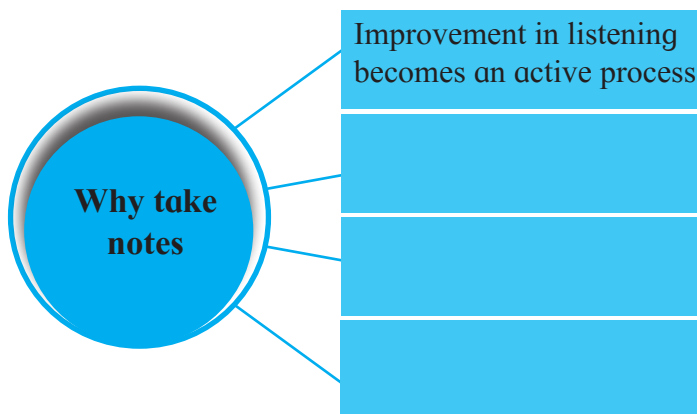 Improvement in listening
becomes an active process
Why take
notes